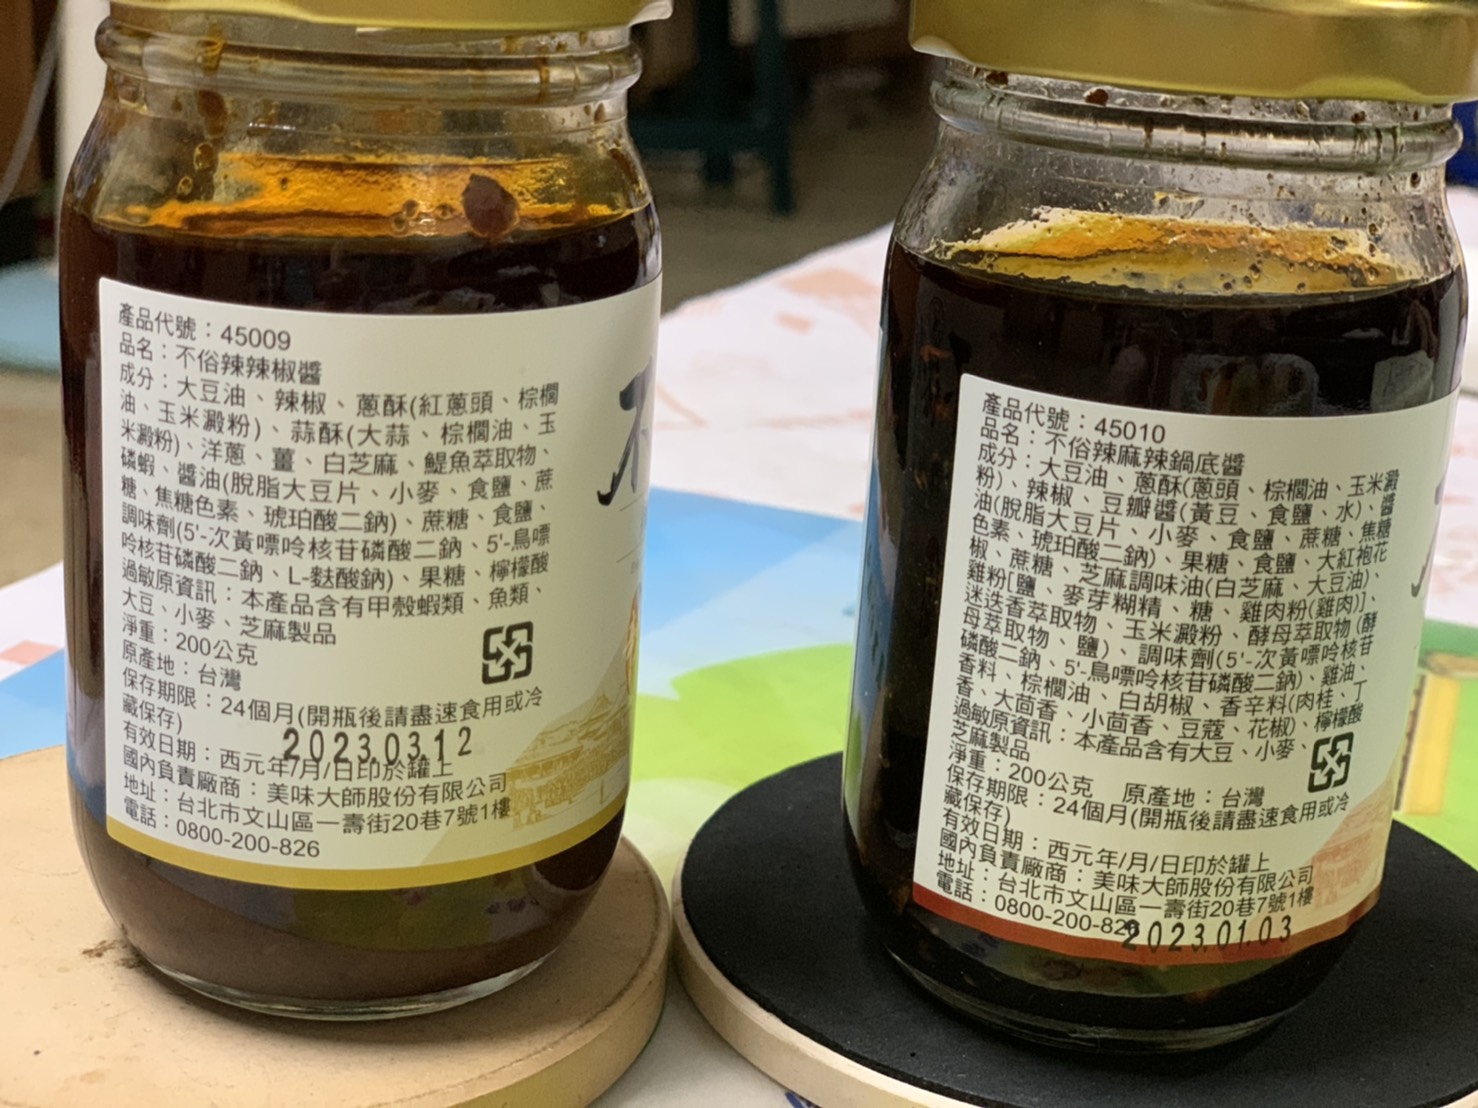 產品代號：45009
品名：不俗辣辣椒醬
成分：大豆油、辣椒、蔥酥(紅蔥頭、棕櫚
油、玉米澱粉)、蒜酥(大蒜、棕櫚油、玉
米澱粉)、洋蔥、薑、白芝麻、鯷魚萃取物、
磷蝦、醬油(脫脂大豆片、小麥、食鹽、蔗
糖、焦糖色素、琥珀酸二鈉)、蔗糖、食鹽、
調味劑(5'-次黃嘌呤核苷磷酸二鈉、5'-鳥嘌
呤核苷磷酸二鈉、L-麩酸鈉)、果糖、檸檬酸
過敏原資訊：本產品含有甲殼蝦類、魚類、
大豆、小麥、芝麻製品
淨重：200公克
原產地：台灣
保存期限：24個月(開瓶後請盡速食用或冷
藏保存)
2023.03.12
有效日期：西元年/月/日印於罐上
國內負責廠商：美味大師股份有限公司
地址：台北市文山區一壽街20巷7號1樓
電話：0800-200-826
產品代號：45010
品名：不俗辣麻辣鍋底醬
成分：大豆油、蔥酥(蔥頭、棕櫚油、玉米澱
粉)、辣椒、豆瓣醬(黃豆、食鹽、水)、醬
油(脫脂大豆片、小麥、食鹽、蔗糖、焦糖
色素、琥珀酸二鈉)、果糖、食鹽、大紅袍花
椒、蔗糖、芝麻調味油(白芝麻、大豆油)、
雞粉[鹽、麥芽糊精、糖、雞肉粉(雞肉)]、
迷迭香萃取物、玉米澱粉、酵母萃取物(酵
母萃取物、鹽)、調味劑(5'-次黃嘌呤核苷
磷酸二鈉、5'-鳥嘌呤核苷磷酸二鈉)、雞油、
香料、棕櫚油、白胡椒、香辛料(肉桂、丁
香、大茴香、小茴香、豆蔻、花椒)、檸檬酸
過敏原資訊：本產品含有大豆、小麥、
芝麻製品
淨重：200公克 原產地：台灣
保存期限：24個月(開瓶後請盡速食用或冷
藏保存)
有效日期：西元年/月/日印於罐上
國內負責廠商：美味大師股份有限公司
地址：台北市文山區一壽街20巷7號1樓
電話：0800-200-826
2023.01.03